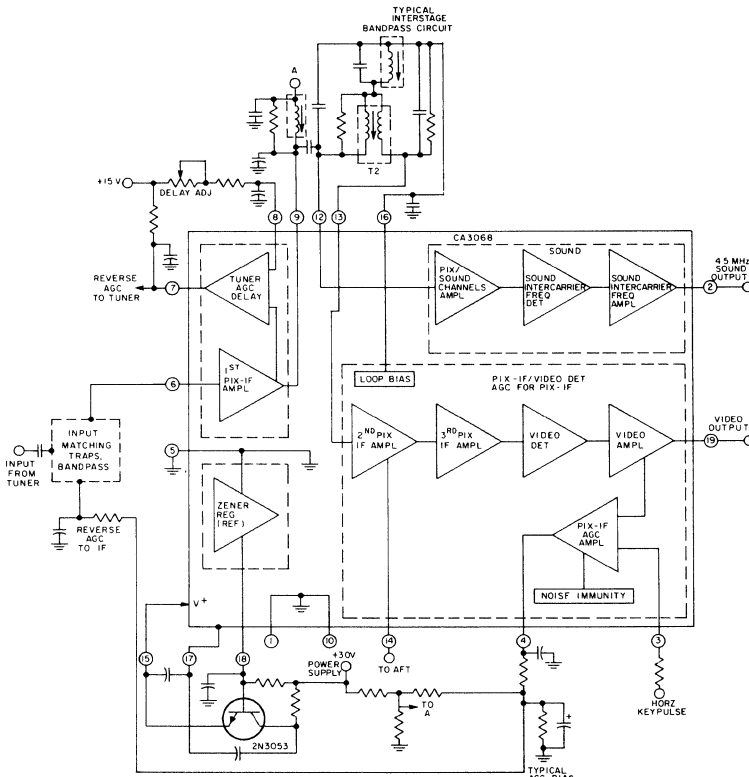 TYPICAL
INTERSTAGE
BANDPASS CIRCUIT
A
T2
+15V
DELAY ADJ
8
9
12
13
16
CA3068
SOUND
REVERSE
AGC
TO TUNER
7
TUNER
AGC
DELAY
PIX/
SOUND
CHANNELS
AMPL
SOUND
INTERCARRIER
FREQ
DET
SOUND
INTERCARRIER
FREQ
AMPL
2
4.5 MHz
SOUND
OUTPUT
6
1ST
PIX-IF
AMPL
LOOP BIAS
PIX-IF/VIDEO DET
AGC FOR PIX-IF
INPUT
MATCHING
TRAPS,
BANDPASS
INPUT
FROM
TUNER
5
2ND PIX
IF AMPL
3RD PIX
IF AMPL
VIDEO
DET
VIDEO
AMPL
19
VIDEO
OUTPUT
ZENER
REG
(REF)
REVERSE
AGC
TO IF
PIX-IF
AGC
AMPL
NOISE IMMUNITY
V+
15
17
18
1
10
14
4
3
TO AFT
+30V
POWER
SUPPLY
TO
A
HORZ
KEYPULSE
2N3053
+
TYPICAL